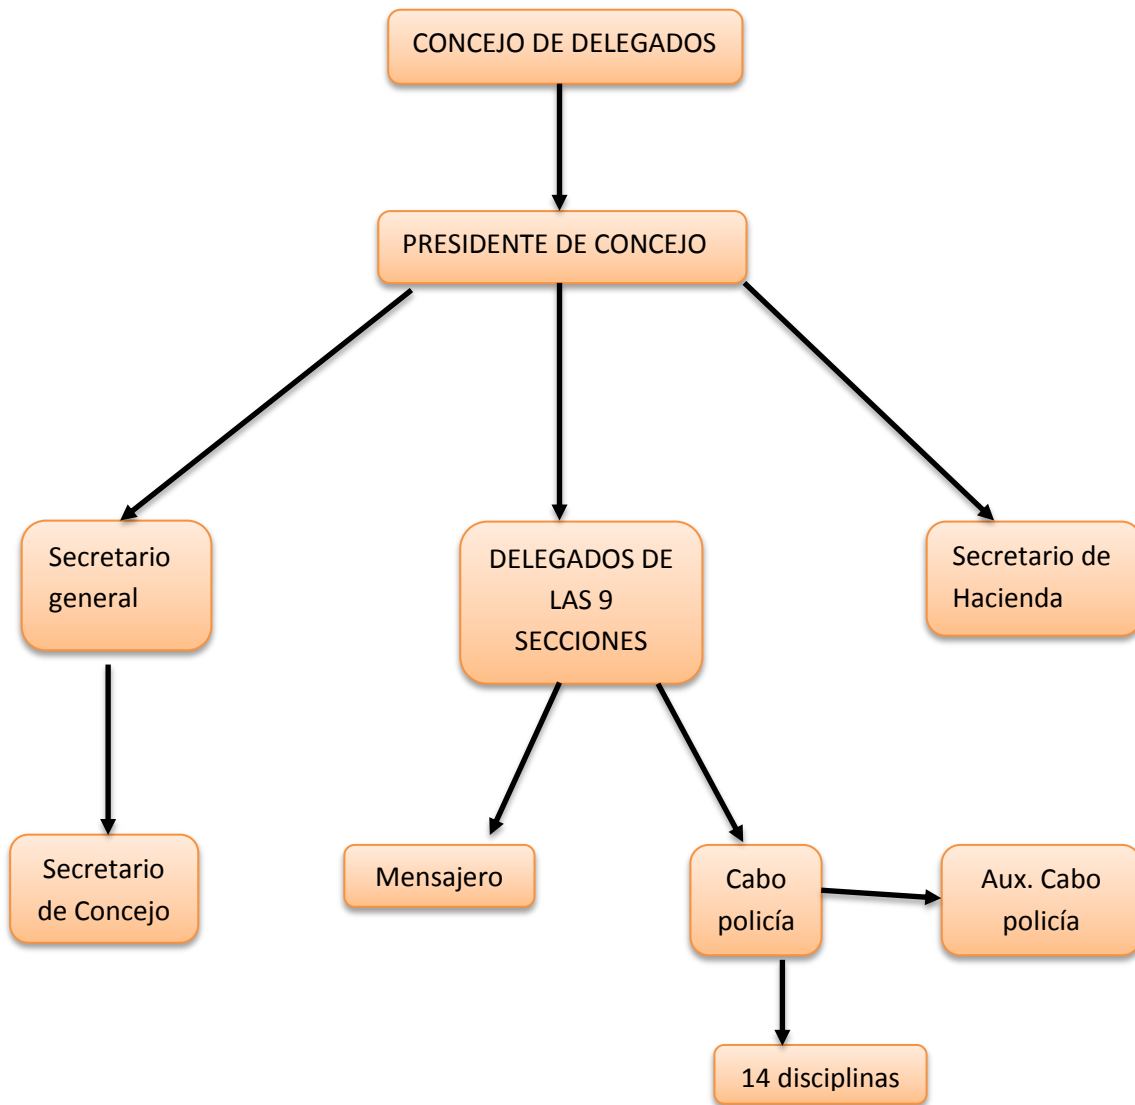 CONCEJO DE DELEGADOS
PRESIDENTE DE CONCEJO
Secretario
general
DELEGADOS DE
LAS 9
SECCIONES
Secretario de
Hacienda
Secretario
de Concejo
Mensajero
Cabo
policía
Aux. Cabo
policía
14 disciplinas